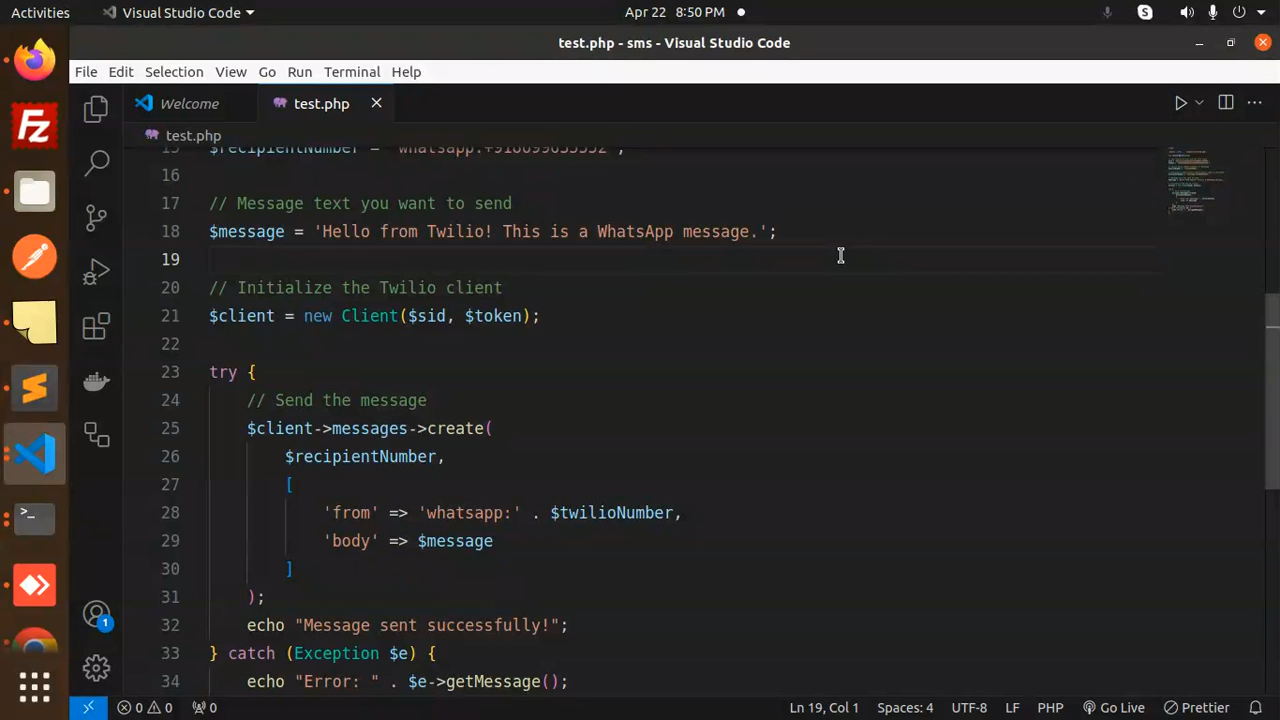 Activities
Visual Studio Code
Apr 22 8:50 PM
S
test.php - sms - Visual Studio Code
File Edit Selection View Go Run Terminal Help
Fz
Welcome
test.php
test.php
16
17 // Message text you want to send
18 $message = 'Hello from Twilio! This is a WhatsApp message.';
19
20 // Initialize the Twilio client
21 $client = new Client($sid, $token);
22
23 try {
24 // Send the message
25 $client->messages->create(
26 $recipientNumber,
27 [
28 'from' => 'whatsapp:' . $twilioNumber,
29 'body' => $message
30 ]
31 );
32 echo "Message sent successfully!";
33 } catch (Exception $e) {
34 echo "Error: " . $e->getMessage();
1
0 0 0
Ln 19, Col 1 Spaces: 4 UTF-8 LF PHP Go Live Prettier